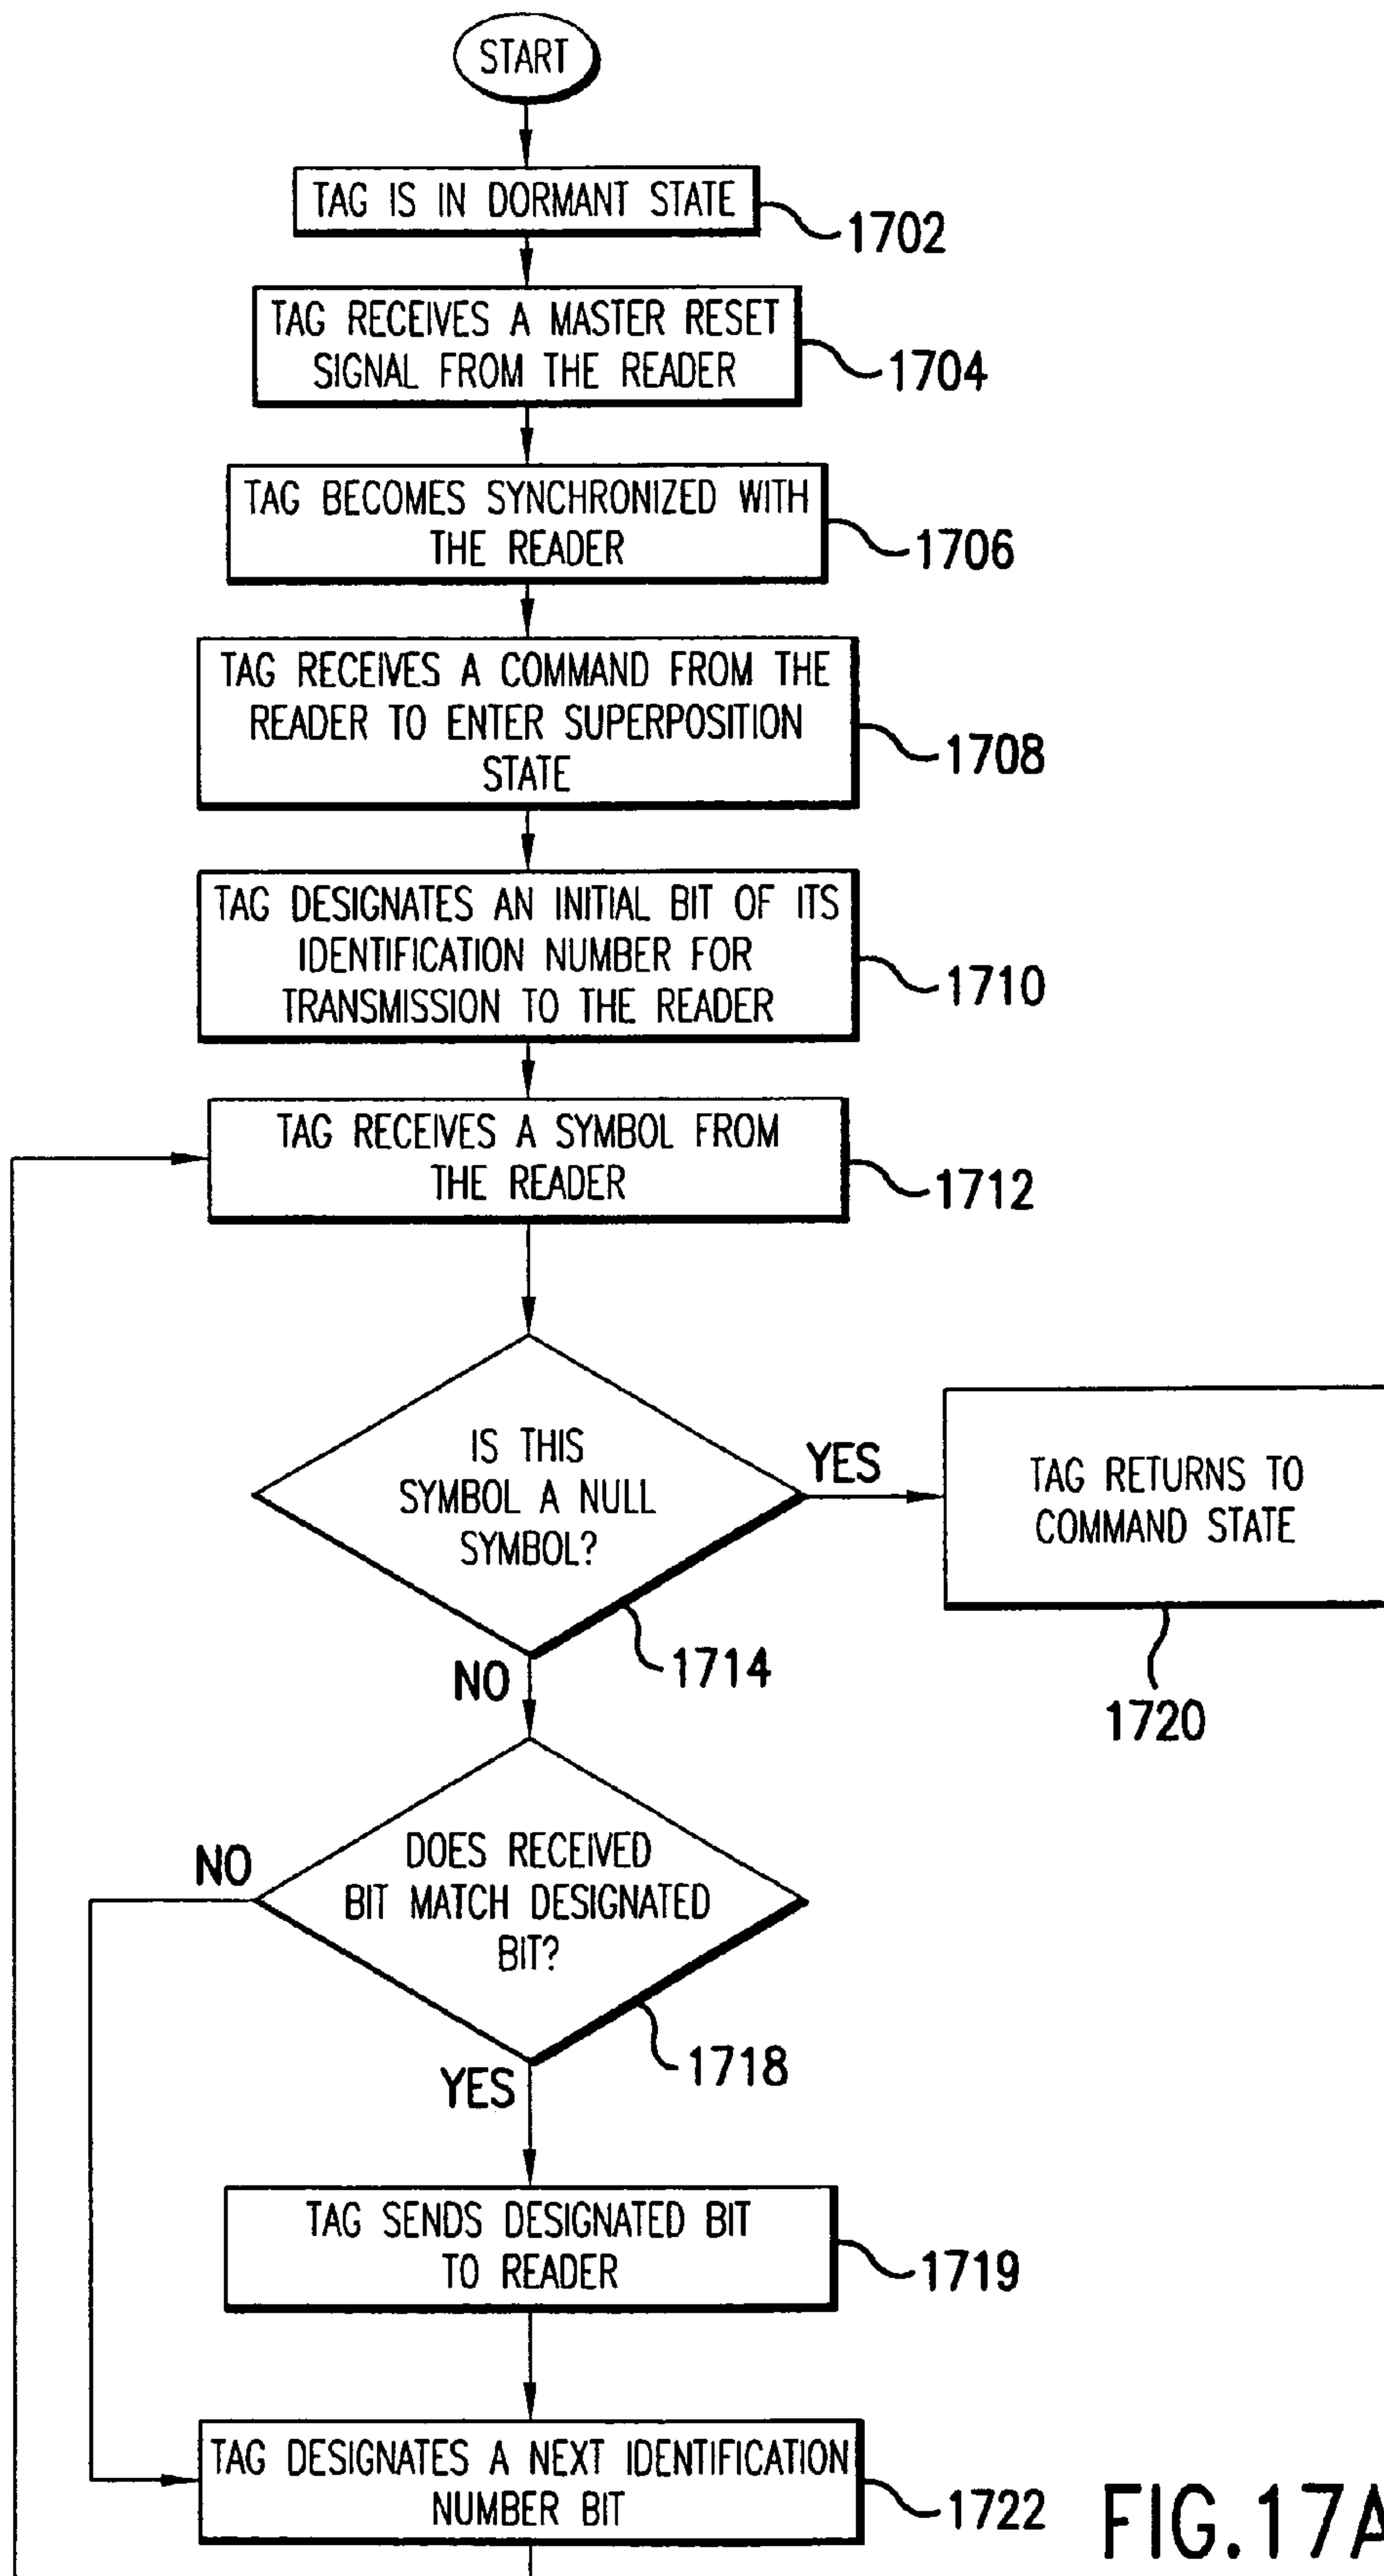 START
TAG IS IN DORMANT STATE
1702
TAG RECEIVES A MASTER RESET
SIGNAL FROM THE READER
1704
TAG BECOMES SYNCHRONIZED WITH
THE READER
1706
TAG RECEIVES A COMMAND FROM THE
READER TO ENTER SUPERPOSITION
STATE
1708
TAG DESIGNATES AN INITIAL BIT OF ITS
IDENTIFICATION NUMBER FOR
TRANSMISSION TO THE READER
1710
TAG RECEIVES A SYMBOL FROM
THE READER
1712
IS THIS
SYMBOL A NULL
SYMBOL?
1714
YES
TAG RETURNS TO
COMMAND STATE
1720
NO
DOES RECEIVED
BIT MATCH DESIGNATED
BIT?
1718
NO
YES
TAG SENDS DESIGNATED BIT
TO READER
1719
TAG DESIGNATES A NEXT IDENTIFICATION
NUMBER BIT
1722
FIG.17A